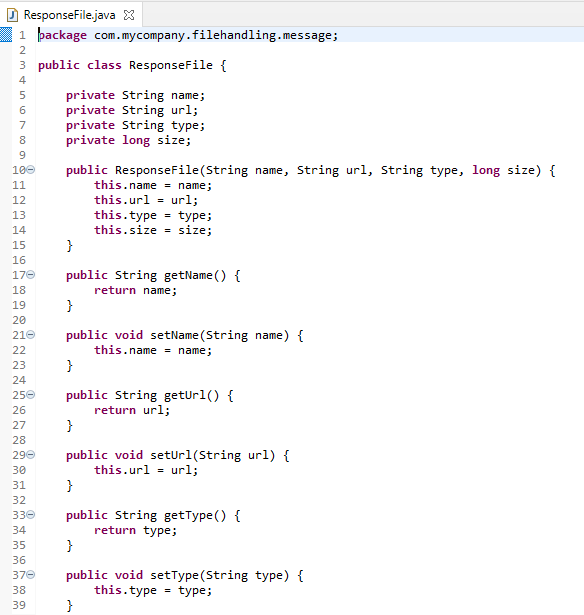 ResponseFile.java
1 package com.mycompany.filehandling.message;
2
3 public class ResponseFile {
4
5     private String name;
6     private String url;
7     private String type;
8     private long size;
9
10     public ResponseFile(String name, String url, String type, long size) {
11         this.name = name;
12         this.url = url;
13         this.type = type;
14         this.size = size;
15     }
16
17     public String getName() {
18         return name;
19     }
20
21     public void setName(String name) {
22         this.name = name;
23     }
24
25     public String getUrl() {
26         return url;
27     }
28
29     public void setUrl(String url) {
30         this.url = url;
31     }
32
33     public String getType() {
34         return type;
35     }
36
37     public void setType(String type) {
38         this.type = type;
39     }